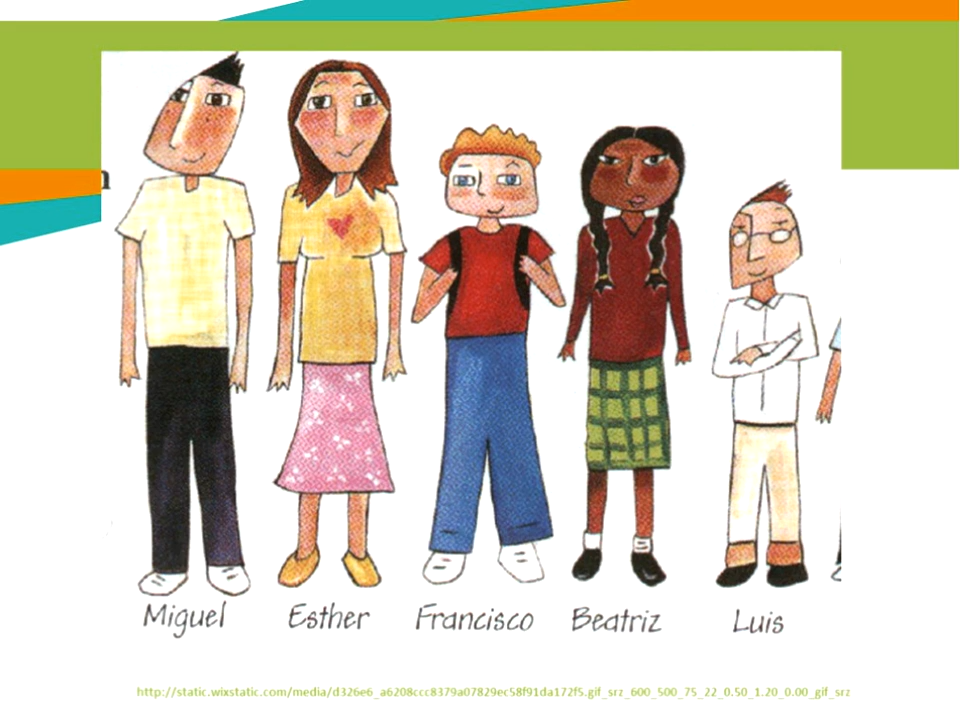 n
Miguel Esther Francisco Beatriz Luis
http://static.wixstatic.com/media/d326e6_a6208ccc8379a07829ec58f91da172f5.gif_srz_600_500_75_22_0.50_1.20_0.00_gif_srz